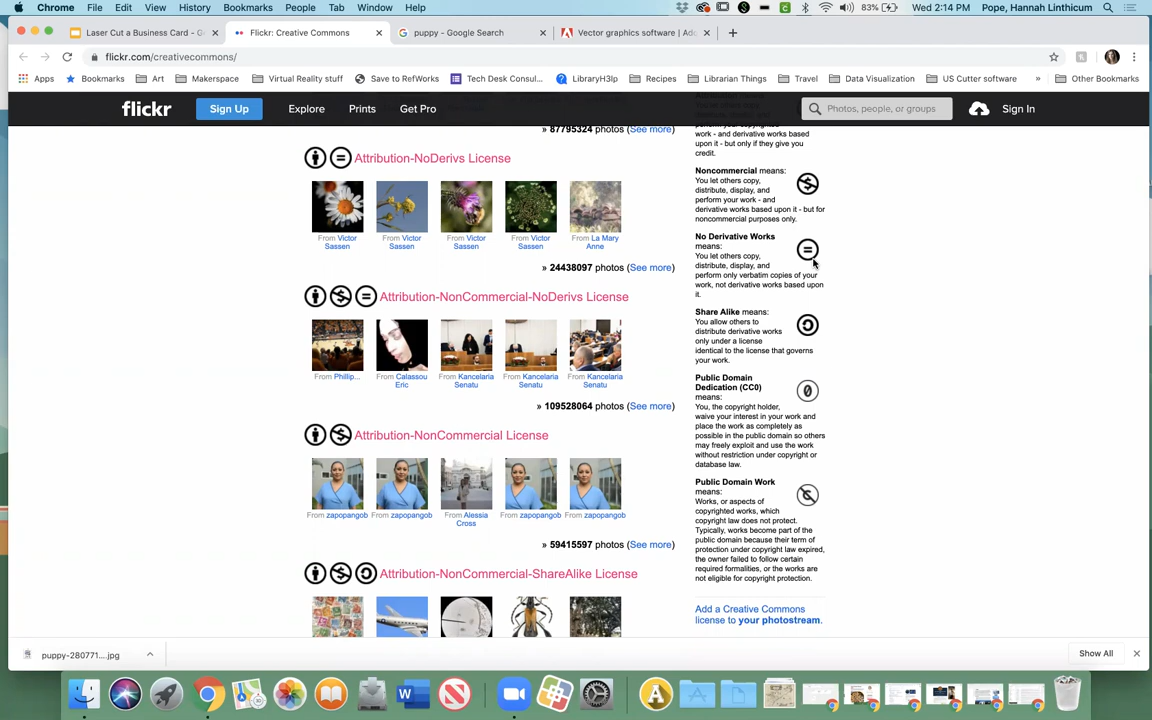 Chrome File Edit View History Bookmarks People Tab Window Help 83% Wed 2:14 PM Pope, Hannah Linthicum
Laser Cut a Business Card - Go × Flickr: Creative Commons × puppy - Google Search × Vector graphics software | Ado ×
flickr.com/creativecommons/
Apps Bookmarks Art Makerspace Virtual Reality stuff Save to RefWorks Tech Desk Consul... LibraryH3lp Recipes Librarian Things Travel Data Visualization US Cutter software » Other Bookmarks
flickr Sign Up Explore Prints Get Pro Photos, people, or groups Sign In
» 87795324 photos (See more)
Attribution-NoDerivs License
From Victor Sassen
From Victor Sassen
From Victor Sassen
From Victor Sassen
From La Mary Anne
» 24438097 photos (See more)
Attribution-NonCommercial-NoDerivs License
From Phillip...
From Calassou Eric
From Kancelaria Senatu
From Kancelaria Senatu
From Kancelaria Senatu
» 109528064 photos (See more)
Attribution-NonCommercial License
From zapopangob
From zapopangob
From Alessia Cross
From zapopangob
From zapopangob
» 59415597 photos (See more)
Attribution-NonCommercial-ShareAlike License
work - and derivative works based
upon it - but only if they give you
credit.
Noncommercial means:
You let others copy,
distribute, display, and
perform your work - and
derivative works based upon it - but for
noncommercial purposes only.
No Derivative Works
means:
You let others copy,
distribute, display, and
perform only verbatim copies of your
work, not derivative works based upon
it.
Share Alike means:
You allow others to
distribute derivative works
only under a license
identical to the license that governs
your work.
Public Domain
Dedication (CC0)
means:
You, the copyright holder,
waive your interest in your work and
place the work as completely as
possible in the public domain so others
may freely exploit and use the work
without restriction under copyright or
database law.
Public Domain Work
means:
Works, or aspects of
copyrighted works, which
copyright law does not protect.
Typically, works become part of the
public domain because their term of
protection under copyright law expired,
the owner failed to follow certain
required formalities, or the works are
not eligible for copyright protection.
Add a Creative Commons
license to your photostream.
puppy-280771....jpg
Show All